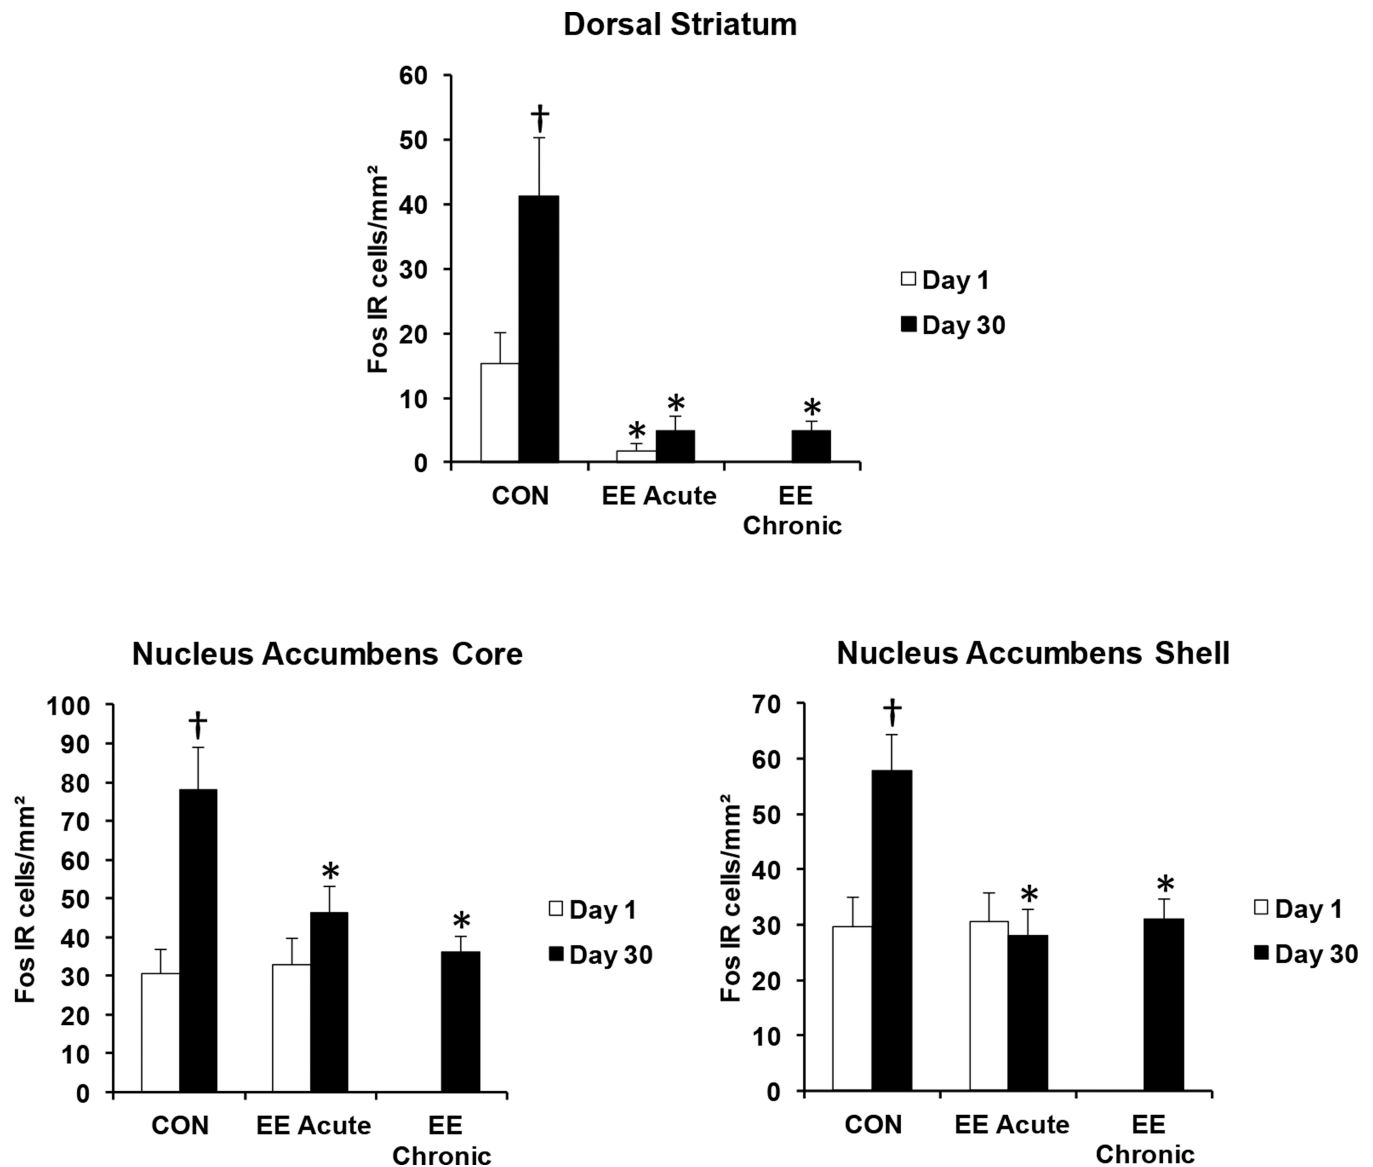 Dorsal Striatum
60
50
40
30
20
10
0
Fos IR cells/mm²
†
*
*
*
CON
EE Acute
EE
Chronic
Day 1
Day 30
Nucleus Accumbens Core
100
90
80
70
60
50
40
30
20
10
0
Fos IR cells/mm²
†
*
*
CON
EE Acute
EE
Chronic
Day 1
Day 30
Nucleus Accumbens Shell
70
60
50
40
30
20
10
0
Fos IR cells/mm²
†
*
*
CON
EE Acute
EE
Chronic
Day 1
Day 30